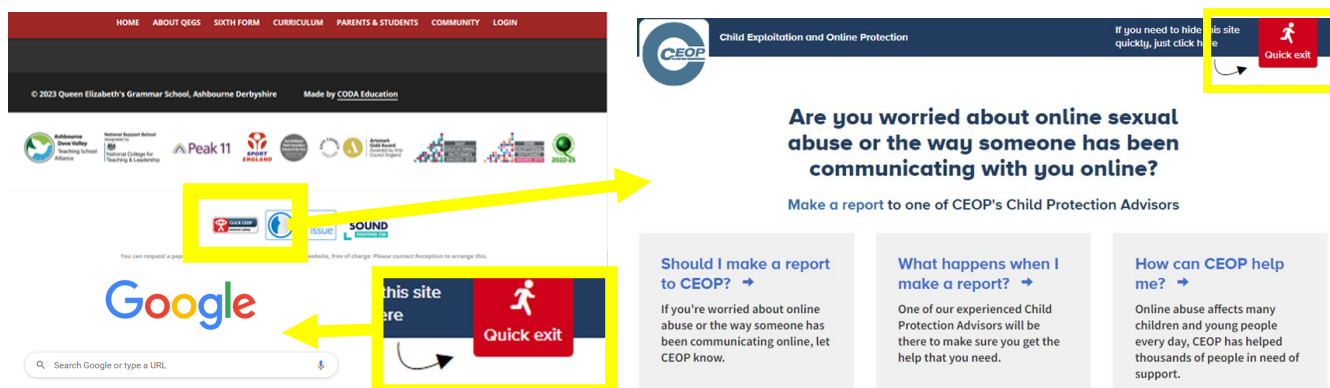 HOME ABOUT QEGS SIXTH FORM CURRICULUM PARENTS & STUDENTS COMMUNITY LOGIN
© 2023 Queen Elizabeth's Grammar School, Ashbourne Derbyshire Made by CODA Education
Ashbourne
Dove Valley
Teaching School
Alliance
National Support School
designated by
National College for
Teaching & Leadership
Peak 11
SPORT
ENGLAND
Artsmark
Gold Award
Awarded by Arts
Council England
2022-25
CLICK CEOP
Internet safety
issue
SOUND
You can request a pap
website, free of charge. Please contact Reception to arrange this.
Google
Search Google or type a URL
this site
ere
Quick exit
CEOP
Child Exploitation and Online Protection
If you need to hide this site
quickly, just click here
Quick exit
Are you worried about online sexual
abuse or the way someone has
been communicating with you online?
Make a report to one of CEOP's Child Protection Advisors
Should I make a report
to CEOP?
If you're worried about online
abuse or the way someone has
been communicating online, let
CEOP know.
What happens when I
make a report?
One of our experienced Child
Protection Advisors will be
there to make sure you get the
help that you need.
How can CEOP help
me?
Online abuse affects many
children and young people
every day, CEOP has helped
thousands of people in need of
support.